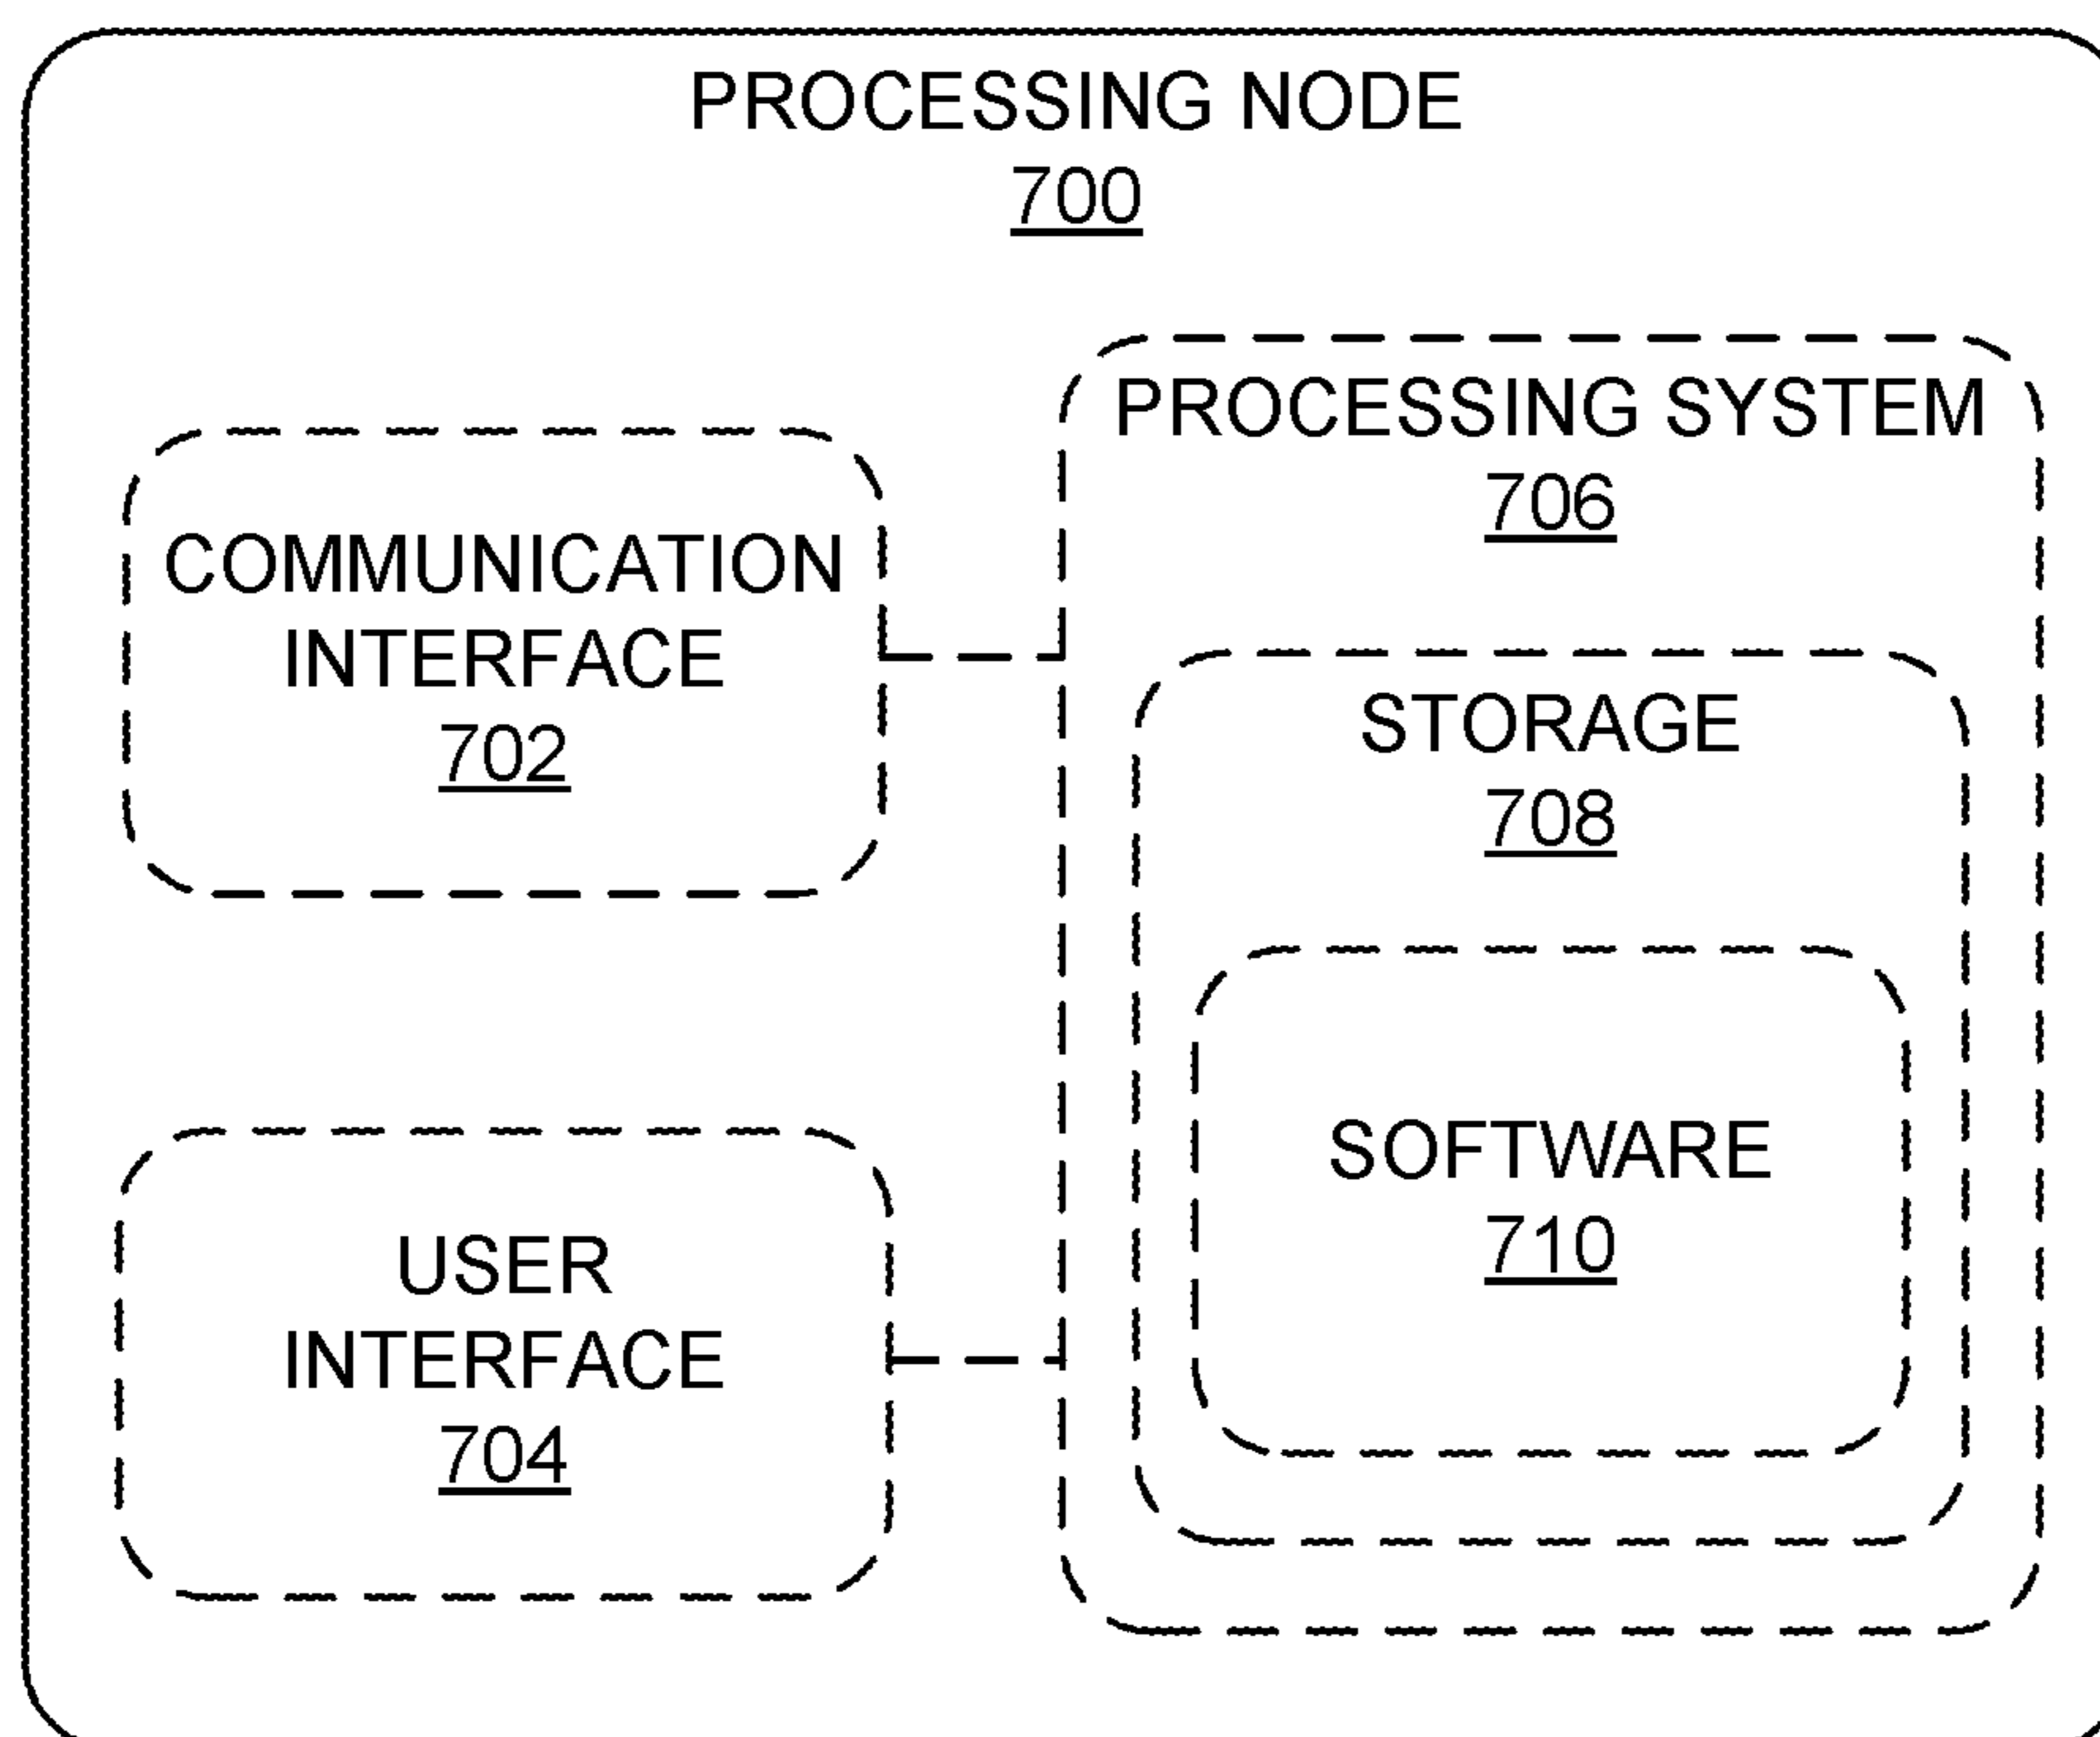 PROCESSING NODE
700
COMMUNICATION
INTERFACE
702
USER
INTERFACE
704
PROCESSING SYSTEM
706
STORAGE
708
SOFTWARE
710